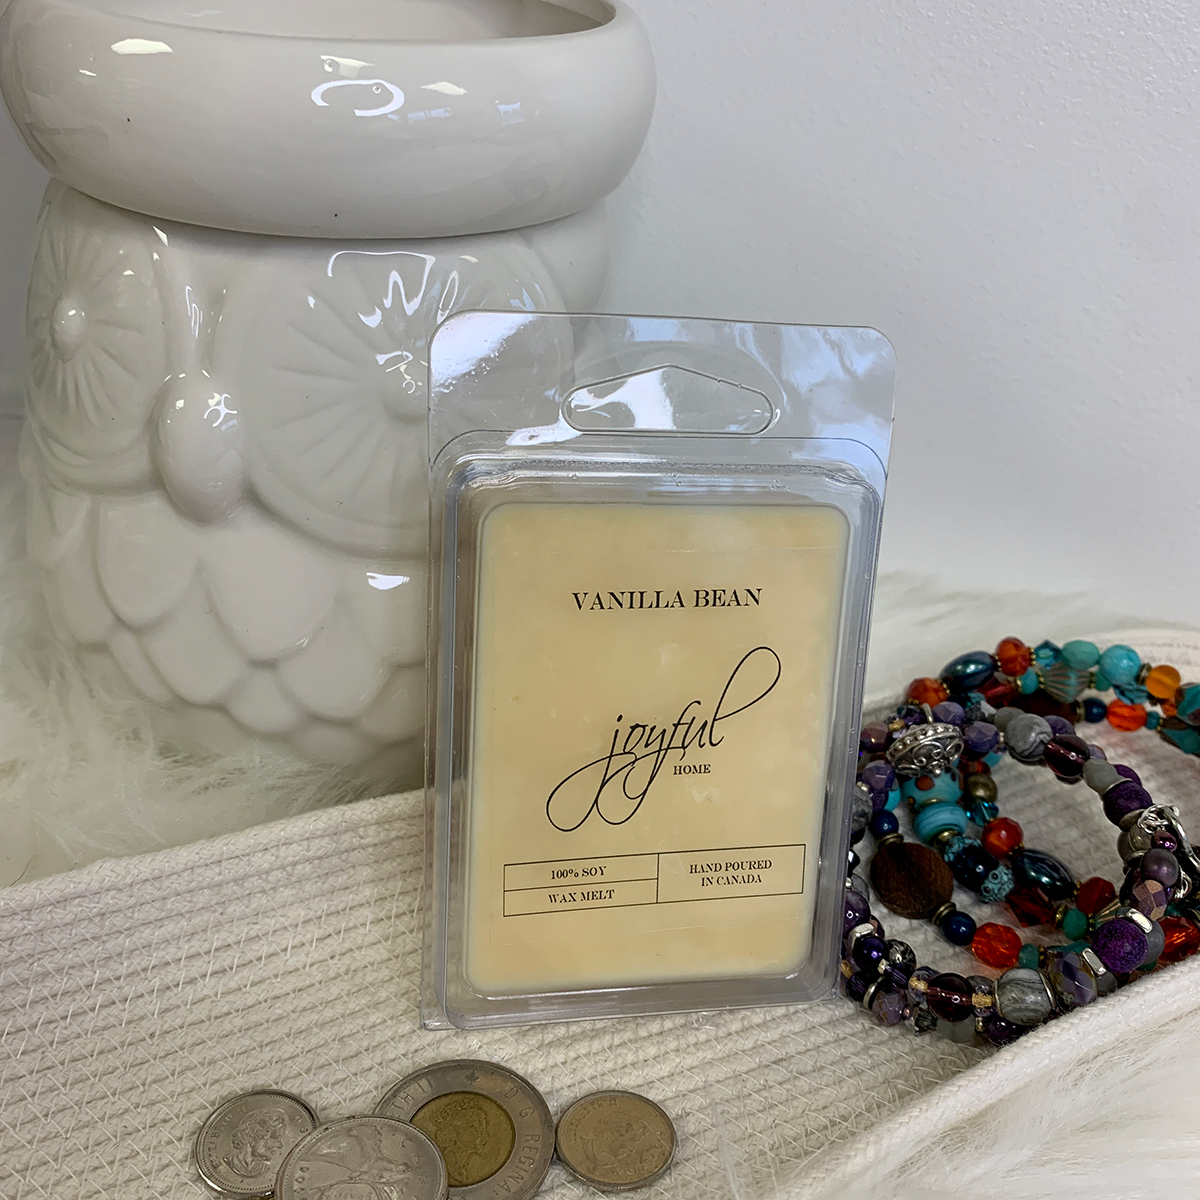 VANILLA BEAN
joyful
HOME
100% SOY
WAX MELT
HAND POURED
IN CANADA
D·G·REGINA